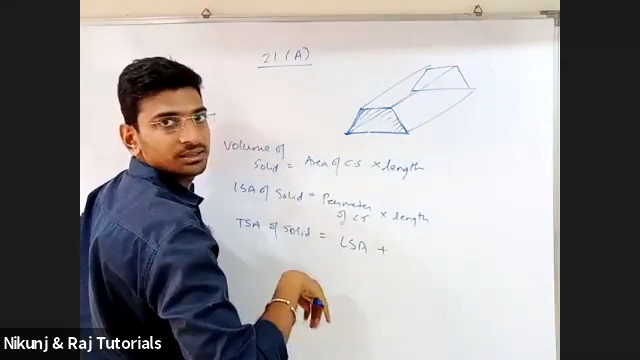 21 (A)
Volume of
Solid = Area of CS × length
LSA of Solid = Perimeter
of CS × length
TSA of Solid = LSA +
Nikunj & Raj Tutorials